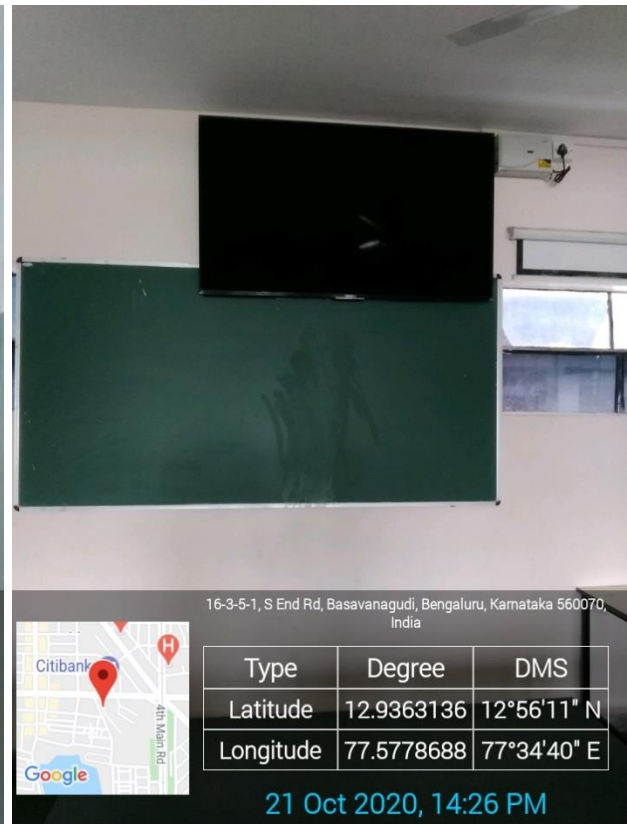 16-3-5-1, S End Rd, Basavanagudi, Bengaluru, Karnataka 560070,
India
Citibank
H
4th Main Rd
Google
Type Degree DMS
Latitude 12.9363136 12°56'11" N
Longitude 77.5778688 77°34'40" E
21 Oct 2020, 14:26 PM